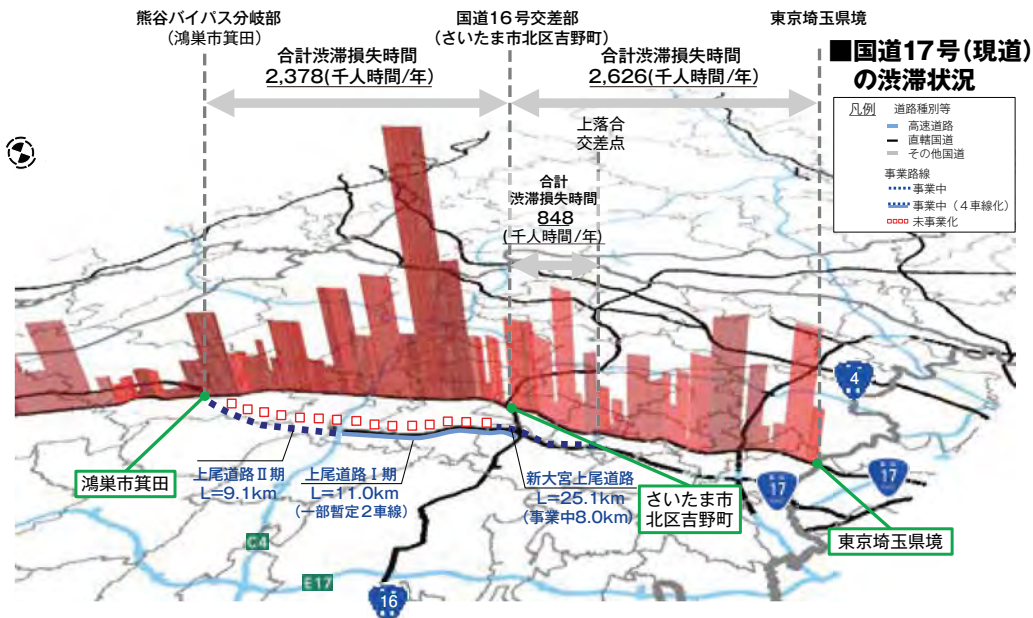 熊谷バイパス分岐部
(鴻巣市箕田)
国道16号交差部
(さいたま市北区吉野町)
東京埼玉県境
■国道17号(現道)
の渋滞状況
合計渋滞損失時間
2,378(千人時間/年)
合計渋滞損失時間
2,626(千人時間/年)
凡例 道路種別等
高速道路
直轄国道
その他国道
事業路線
事業中
事業中(4車線化)
未事業化
上落合
交差点
合計
渋滞損失時間
848
(千人時間/年)
4
鴻巣市箕田
上尾道路Ⅱ期
L=9.1km
上尾道路Ⅰ期
L=11.0km
(一部暫定2車線)
新大宮上尾道路
L=25.1km
(事業中8.0km)
さいたま市
北区吉野町
17
17
東京埼玉県境
C4
E17
16